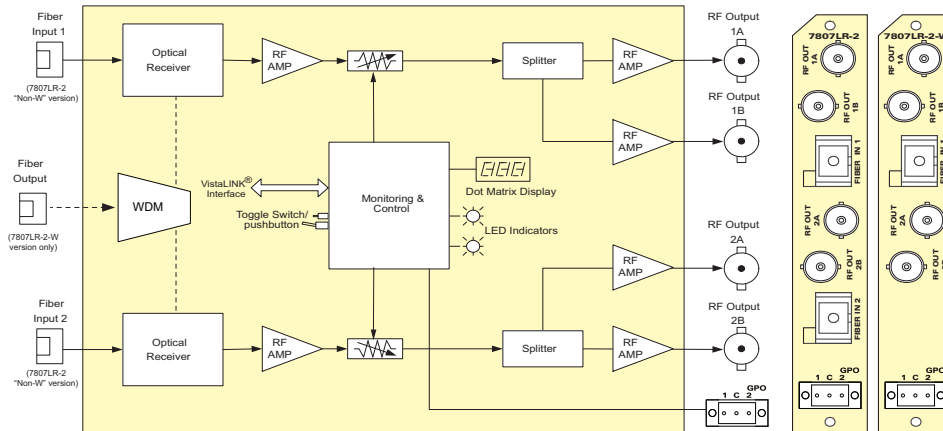 Fiber
Input 1
(7807LR-2
"Non-W" version)
Optical
Receiver
RF
AMP
Splitter
RF
AMP
RF Output
1A
RF
AMP
RF Output
1B
Fiber
Output
(7807LR-2-W
version only)
WDM
VistaLINK®
Interface
Toggle Switch/
pushbutton
Monitoring &
Control
Dot Matrix Display
LED Indicators
RF
AMP
RF Output
2A
Fiber
Input 2
(7807LR-2
"Non-W" version)
Optical
Receiver
RF
AMP
Splitter
RF
AMP
RF Output
2B
GPO
1 C 2
7807LR-2
RF OUT
1A
RF OUT
1B
FIBER IN 1
RF OUT
2A
RF OUT
2B
FIBER IN 2
GPO
1 C 2
7807LR-2-W
RF OUT
1A
RF OUT
1B
RF OUT
2A
RF OUT
2B
GPO
1 C 2